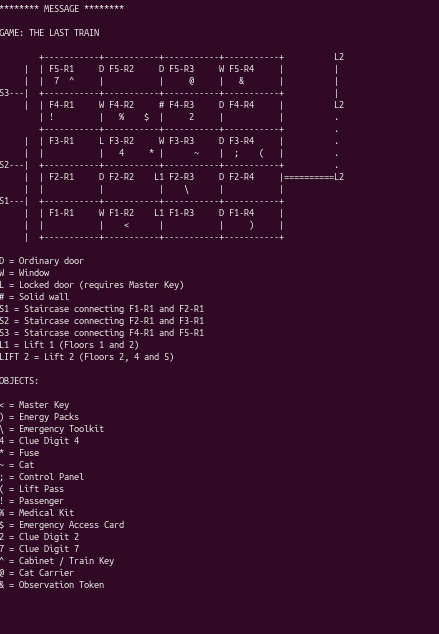 ******** MESSAGE ********
GAME: THE LAST TRAIN
        +-----------+-----------+-----------+-----------+          L2
     |  | F5-R1     D F5-R2     D F5-R3     W F5-R4     |          |
     |  |  7  ^     |           |     @     |   &       |          |
S3---|  +-----------+-----------+-----------+-----------+          |
     |  | F4-R1     W F4-R2     # F4-R3     D F4-R4     |          L2
        | !         |   %    $  |     2     |           |          .
        +-----------+-----------+-----------+-----------+          .
     |  | F3-R1     L F3-R2     W F3-R3     D F3-R4     |          .
     |  |           |   4     * |      ~    |  ;    (   |          .
S2---|  +-----------+-----------+-----------+-----------+          .
     |  | F2-R1     D F2-R2    L1 F2-R3     D F2-R4     |==========L2
     |  |           |           |    \      |           |
S1---|  +-----------+-----------+-----------+-----------+
     |  | F1-R1     W F1-R2    L1 F1-R3     D F1-R4     |
     |  |           |    <      |           |     )     |
     |  +-----------+-----------+-----------+-----------+
D = Ordinary door
W = Window
L = Locked door (requires Master Key)
# = Solid wall
S1 = Staircase connecting F1-R1 and F2-R1
S2 = Staircase connecting F2-R1 and F3-R1
S3 = Staircase connecting F4-R1 and F5-R1
L1 = Lift 1 (Floors 1 and 2)
LIFT 2 = Lift 2 (Floors 2, 4 and 5)
OBJECTS:
< = Master Key
) = Energy Packs
\ = Emergency Toolkit
4 = Clue Digit 4
* = Fuse
~ = Cat
; = Control Panel
( = Lift Pass
! = Passenger
% = Medical Kit
$ = Emergency Access Card
2 = Clue Digit 2
7 = Clue Digit 7
^ = Cabinet / Train Key
@ = Cat Carrier
& = Observation Token